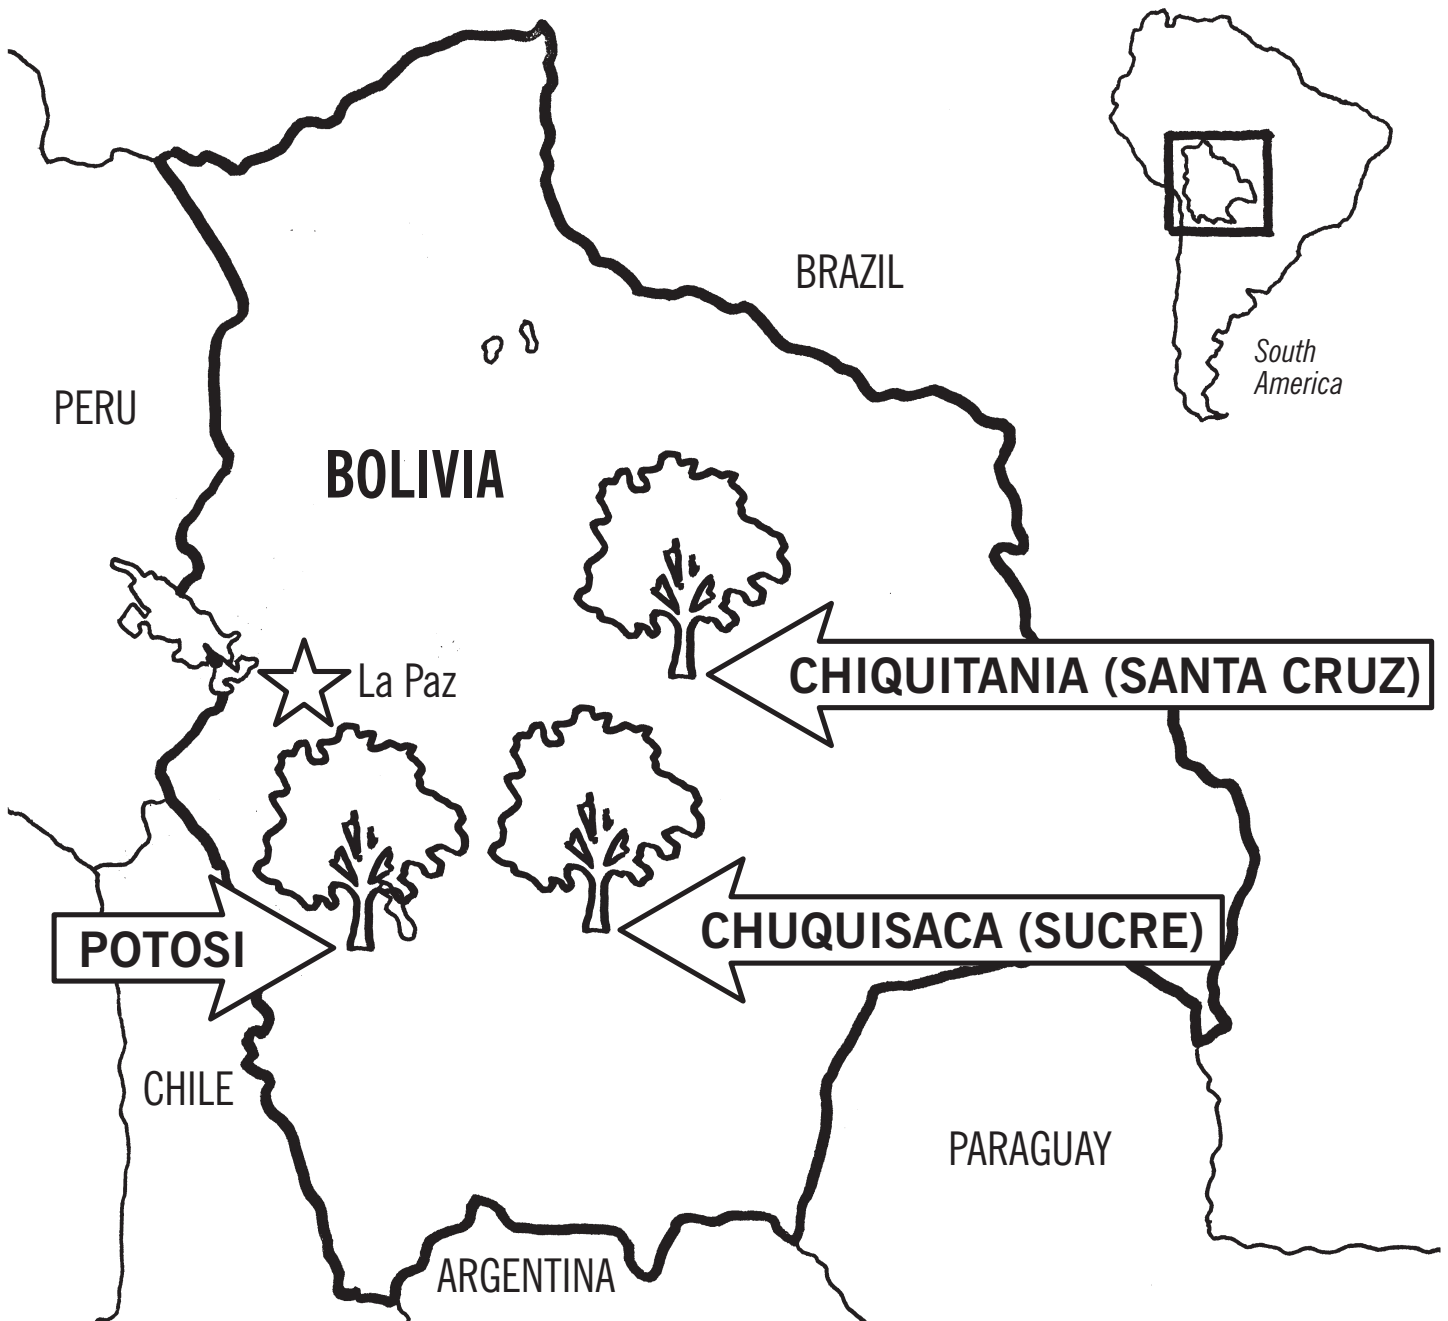 BRAZIL
South
America
PERU
BOLIVIA
CHIQUITANIA (SANTA CRUZ)
La Paz
CHUQUISACA (SUCRE)
POTOSI
CHILE
PARAGUAY
ARGENTINA